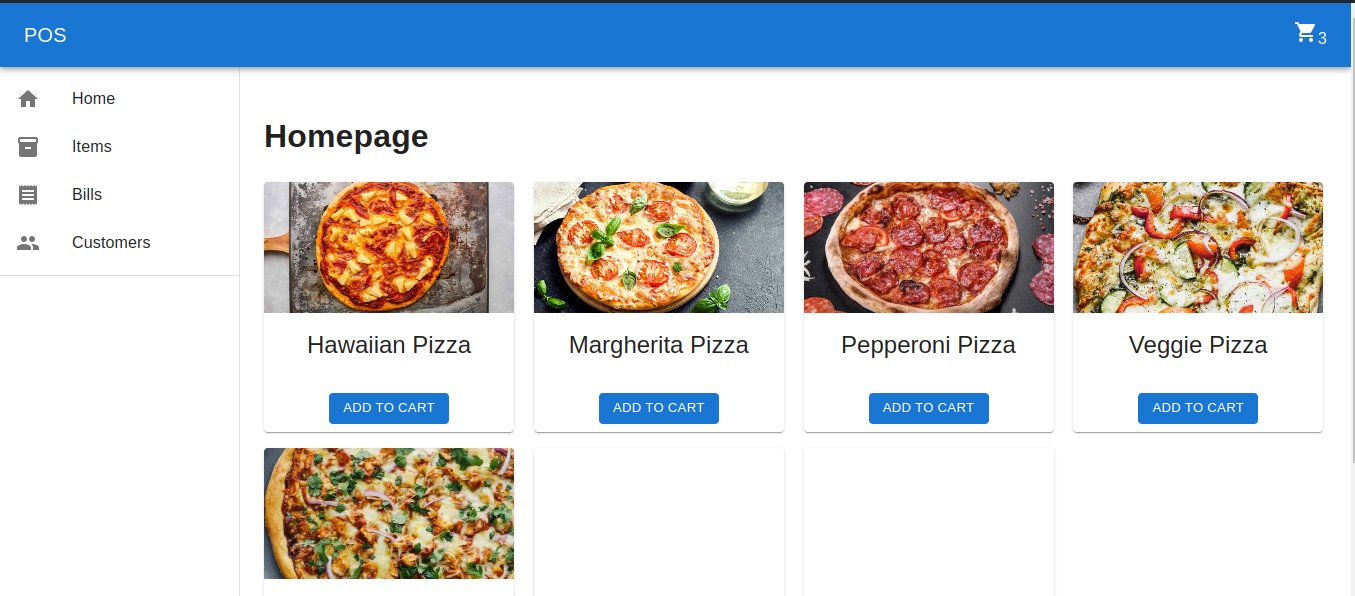 POS
3
Home
Items
Bills
Customers
Homepage
Hawaiian Pizza
Margherita Pizza
Pepperoni Pizza
Veggie Pizza
ADD TO CART
ADD TO CART
ADD TO CART
ADD TO CART